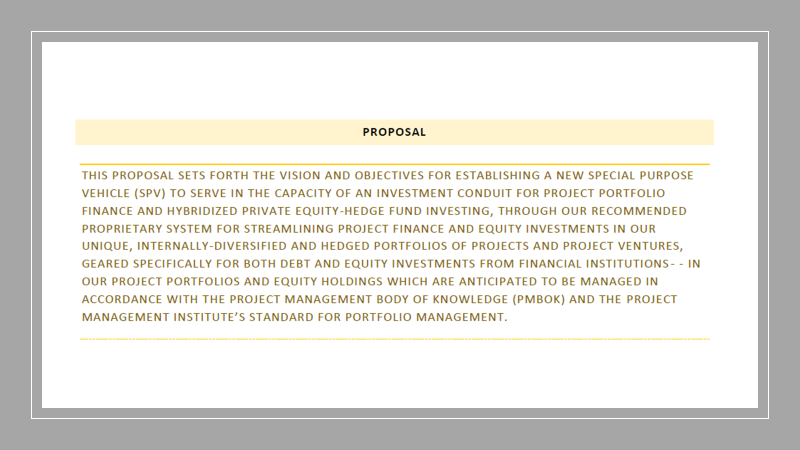 PROPOSAL
THIS PROPOSAL SETS FORTH THE VISION AND OBJECTIVES FOR ESTABLISHING A NEW SPECIAL PURPOSE
VEHICLE (SPV) TO SERVE IN THE CAPACITY OF AN INVESTMENT CONDUIT FOR PROJECT PORTFOLIO
FINANCE AND HYBRIDIZED PRIVATE EQUITY-HEDGE FUND INVESTING, THROUGH OUR RECOMMENDED
PROPRIETARY SYSTEM FOR STREAMLINING PROJECT FINANCE AND EQUITY INVESTMENTS IN OUR
UNIQUE, INTERNALLY-DIVERSIFIED AND HEDGED PORTFOLIOS OF PROJECTS AND PROJECT VENTURES,
GEARED SPECIFICALLY FOR BOTH DEBT AND EQUITY INVESTMENTS FROM FINANCIAL INSTITUTIONS- - IN
OUR PROJECT PORTFOLIOS AND EQUITY HOLDINGS WHICH ARE ANTICIPATED TO BE MANAGED IN
ACCORDANCE WITH THE PROJECT MANAGEMENT BODY OF KNOWLEDGE (PMBOK) AND THE PROJECT
MANAGEMENT INSTITUTE'S STANDARD FOR PORTFOLIO MANAGEMENT.